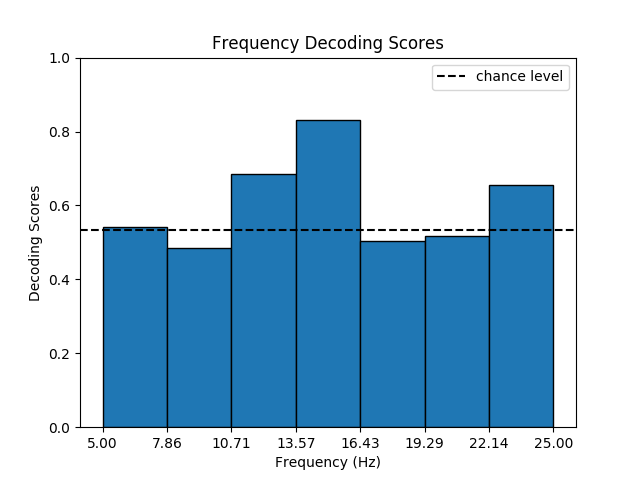 Frequency Decoding Scores
chance level
Decoding Scores
1.0
0.8
0.6
0.4
0.2
0.0
5.00 7.86 10.71 13.57 16.43 19.29 22.14 25.00
Frequency (Hz)